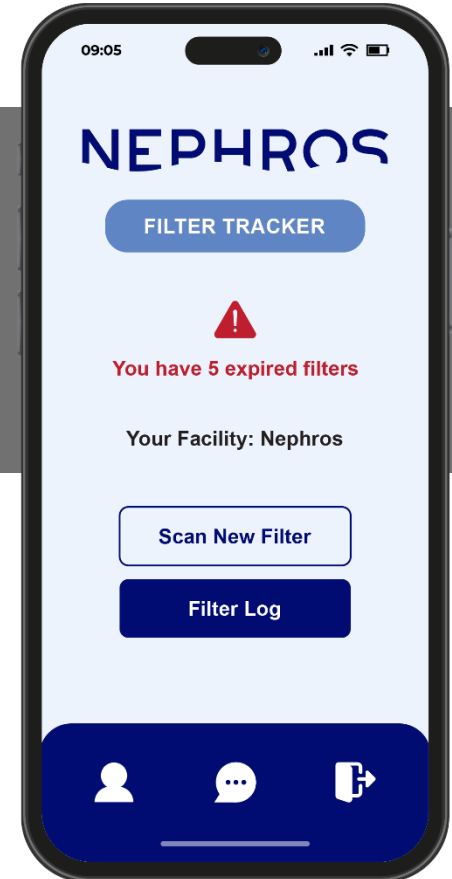 09:05
NEPHROS
FILTER TRACKER
You have 5 expired filters
Your Facility: Nephros
Scan New Filter
Filter Log